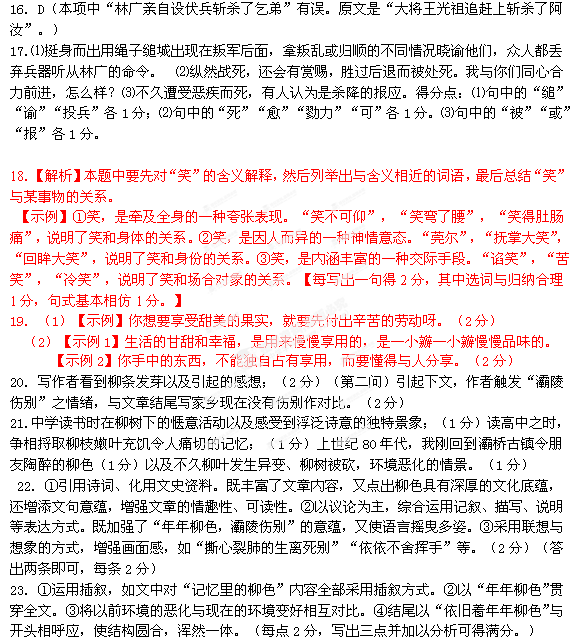 16. D（本项中“林广亲自设伏兵斩杀了乞弟”有误。原文是“大将王光祖追赶上斩杀了阿
汝”。）
17.⑴挺身而出用绳子缒城出现在叛军后面，拿叛乱或归顺的不同情况晓谕他们，众人都丢
弃兵器听从林广的命令。 ⑵纵然战死，还会有赏赐，胜过后退而被处死。我与你们同心合
力前进，怎么样？⑶不久遭受恶疾而死，有人认为是杀降的报应。得分点：⑴句中的“缒”
“谕”“投兵”各1分；⑵句中的“死”“愈”“勠力”“可”各1分。⑶句中的“被”“或”
“报”各1分。
18.【解析】本题中要先对“笑”的含义解释，然后列举出与含义相近的词语，最后总结“笑”
与某事物的关系。
【示例】①笑，是牵及全身的一种夸张表现。“笑不可仰”，“笑弯了腰”，“笑得肚肠
痛”，说明了笑和身体的关系。②笑，是因人而异的一种神情意态。“莞尔”，“抚掌大笑”，
“回眸大笑”，说明了笑和身份的关系。③笑，是内涵丰富的一种交际手段。“谄笑”，“苦
笑”，“冷笑”，说明了笑和场合对象的关系。【每写出一句得2分，其中选词与归纳合理
1分，句式基本相仿1分。】
19. （1）【示例】你想要享受甜美的果实，就要先付出辛苦的劳动呀。（2分）
（2）【示例1】生活的甘甜和幸福，是用来慢慢享用的，是一小瓣一小瓣慢慢品味的。
【示例2】你手中的东西，不能独自占有享用，而要懂得与人分享。（2分）
20．写作者看到柳条发芽以及引起的感想；（2分）（第二问）引起下文，作者触发“灞陵
伤别”之情绪，与文章结尾写家乡现在没有伤别作对比。（2分）
21.中学读书时在柳树下的惬意活动以及感受到浮泛诗意的独特景象；（1分）读高中之时，
争相捋取柳枝嫩叶充饥令人痛切的记忆；（1分）上世纪80年代，我刚回到灞桥古镇令朋
友陶醉的柳色（1分）以及不久柳叶发生异变、柳树被砍，环境恶化的情景。（1分）
22．①引用诗词、化用文史资料。既丰富了文章内容，又点出柳色具有深厚的文化底蕴，
还增添文句意蕴，增强文章的情趣性、可读性。②以议论为主，综合运用记叙、描写、说明
等表达方式。既加强了“年年柳色，灞陵伤别”的意蕴，又使语言摇曳多姿。③采用联想与
想象的方式，增强画面感，如“撕心裂肺的生离死别”“依依不舍挥手”等。（2分）（答
出两条即可，每条2分）
23．①运用插叙，如文中对“记忆里的柳色”内容全部采用插叙方式。②以“年年柳色”贯
穿全文。③将以前环境的恶化与现在的环境变好相互对比。④结尾以“依旧着年年柳色”与
开头相呼应，使结构圆合，浑然一体。（每点2分，写出三点并加以分析可得满分。）